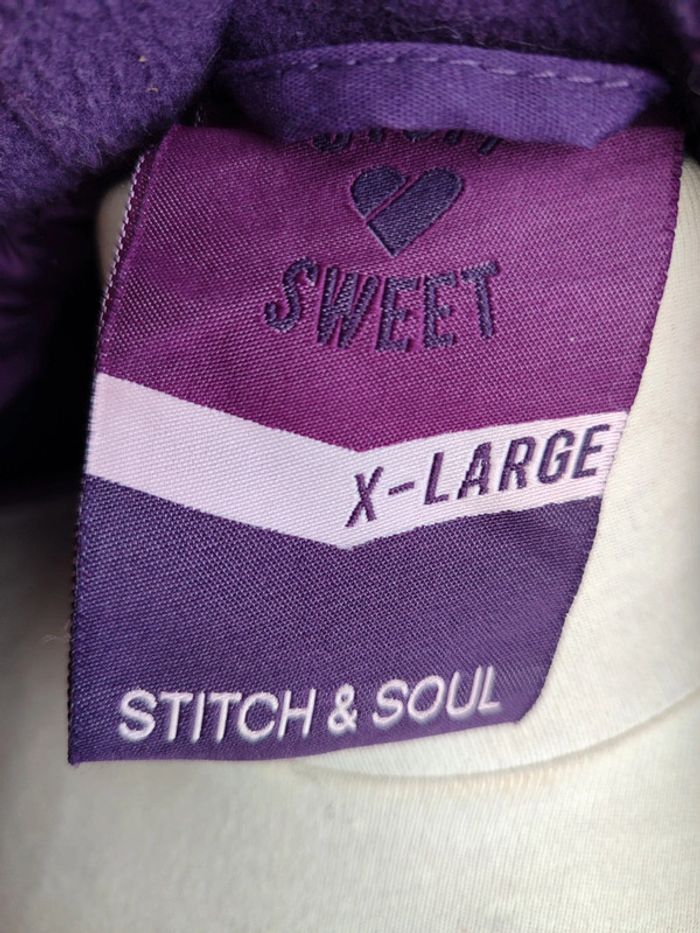 SWEET
X-LARGE
STITCH & SOUL